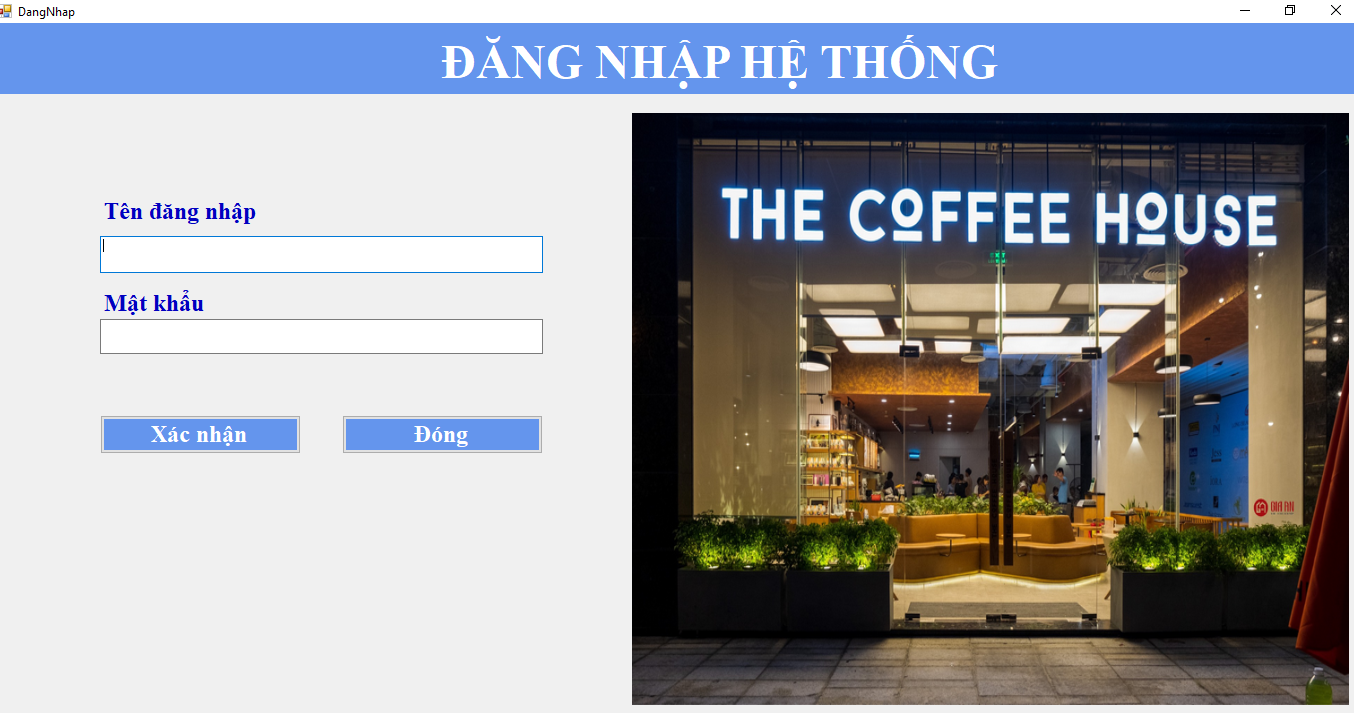 DangNhap
ĐĂNG NHẬP HỆ THỐNG
Tên đăng nhập
Mật khẩu
Xác nhận
Đóng
THE COFFEE HOUSE